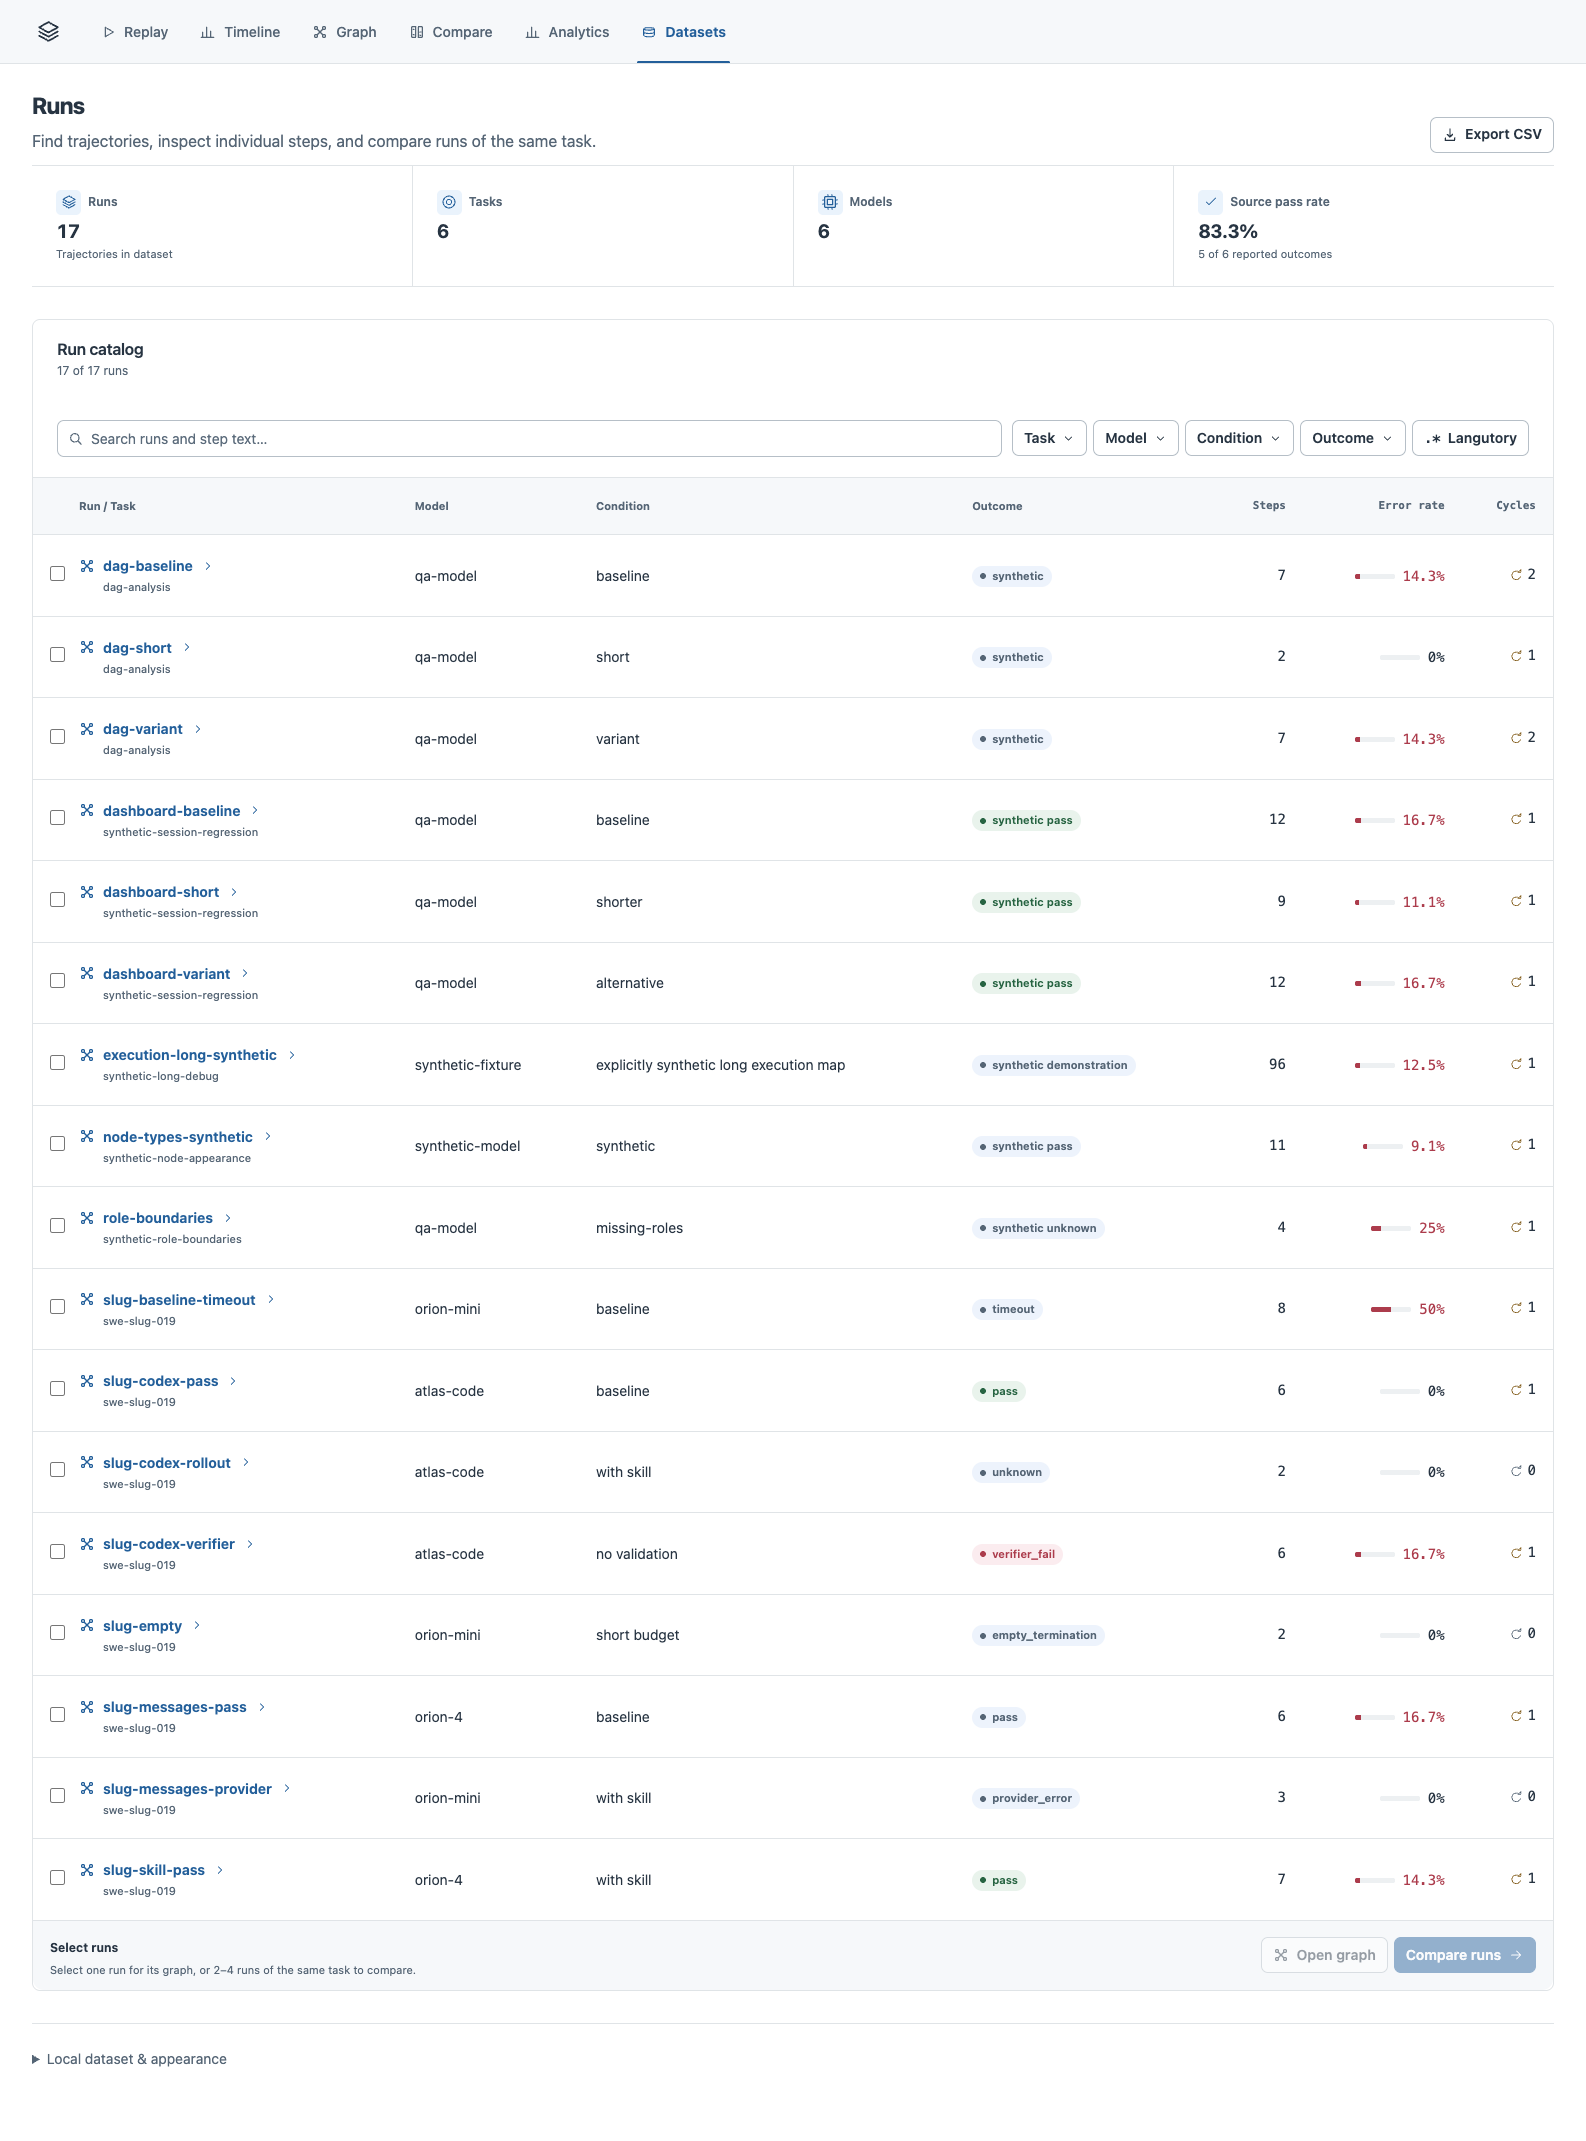 Replay Timeline Graph Compare Analytics Datasets
Runs
Find trajectories, inspect individual steps, and compare runs of the same task.
Export CSV
Runs
17
Trajectories in dataset
Tasks
6
Models
6
Source pass rate
83.3%
5 of 6 reported outcomes
Run catalog
17 of 17 runs
Search runs and step text...
Task Model Condition Outcome .* Langutory
Run / Task Model Condition Outcome Steps Error rate Cycles
dag-baseline qa-model baseline synthetic 7 14.3% 2
dag-analysis
dag-short qa-model short synthetic 2 0% 1
dag-analysis
dag-variant qa-model variant synthetic 7 14.3% 2
dag-analysis
dashboard-baseline qa-model baseline synthetic pass 12 16.7% 1
synthetic-session-regression
dashboard-short qa-model shorter synthetic pass 9 11.1% 1
synthetic-session-regression
dashboard-variant qa-model alternative synthetic pass 12 16.7% 1
synthetic-session-regression
execution-long-synthetic synthetic-fixture explicitly synthetic long execution map synthetic demonstration 96 12.5% 1
synthetic-long-debug
node-types-synthetic synthetic-model synthetic synthetic pass 11 9.1% 1
synthetic-node-appearance
role-boundaries qa-model missing-roles synthetic unknown 4 25% 1
synthetic-role-boundaries
slug-baseline-timeout orion-mini baseline timeout 8 50% 1
swe-slug-019
slug-codex-pass atlas-code baseline pass 6 0% 1
swe-slug-019
slug-codex-rollout atlas-code with skill unknown 2 0% 0
swe-slug-019
slug-codex-verifier atlas-code no validation verifier_fail 6 16.7% 1
swe-slug-019
slug-empty orion-mini short budget empty_termination 2 0% 0
swe-slug-019
slug-messages-pass orion-4 baseline pass 6 16.7% 1
swe-slug-019
slug-messages-provider orion-mini with skill provider_error 3 0% 0
swe-slug-019
slug-skill-pass orion-4 with skill pass 7 14.3% 1
swe-slug-019
Select runs
Select one run for its graph, or 2–4 runs of the same task to compare.
Open graph Compare runs
Local dataset & appearance